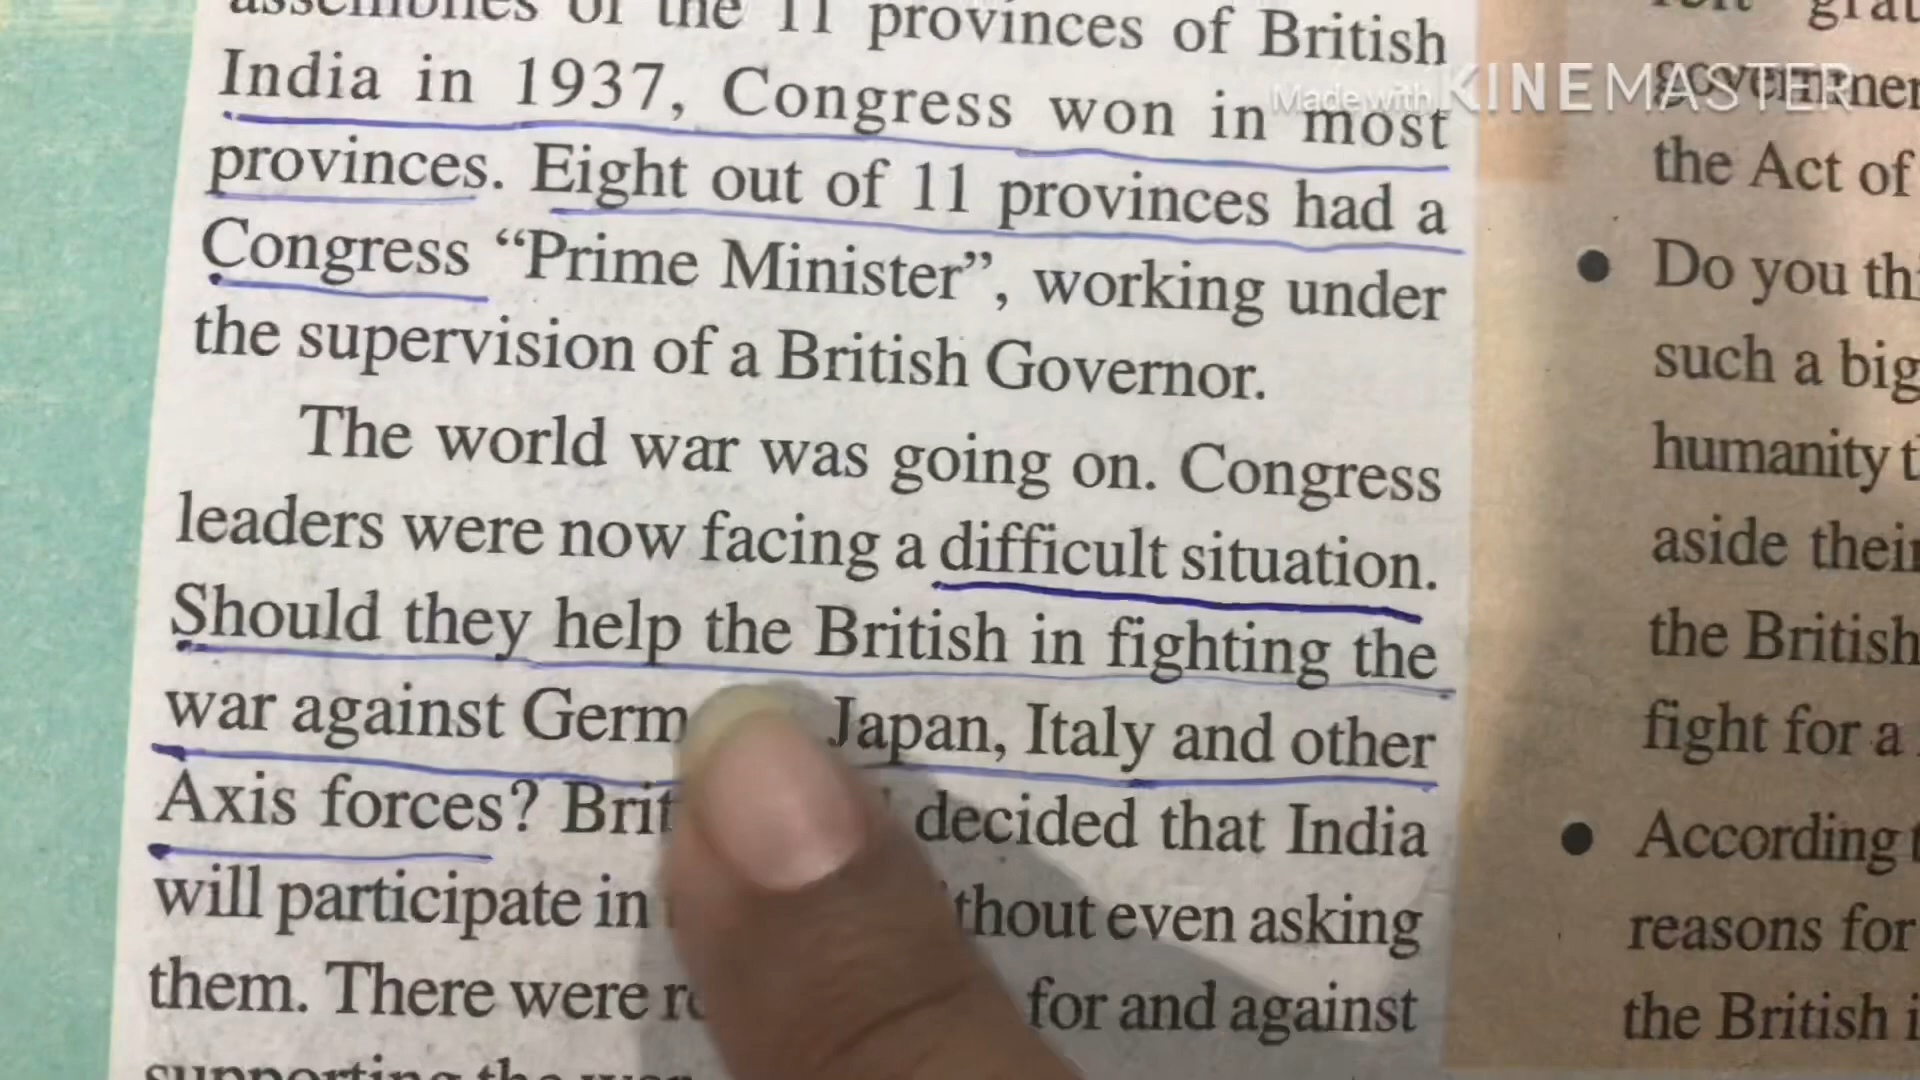 assemblies of the 11 provinces of British
India in 1937, Congress won in most
provinces. Eight out of 11 provinces had a
Congress “Prime Minister”, working under
the supervision of a British Governor.
The world war was going on. Congress
leaders were now facing a difficult situation.
Should they help the British in fighting the
war against Germ Japan, Italy and other
Axis forces? Brit decided that India
will participate in thout even asking
them. There were re for and against
supporting the war
Made with KINEMASTER
the Act of
● Do you thi
such a big
humanity t
aside their
the British
fight for a
● According t
reasons for
the British i